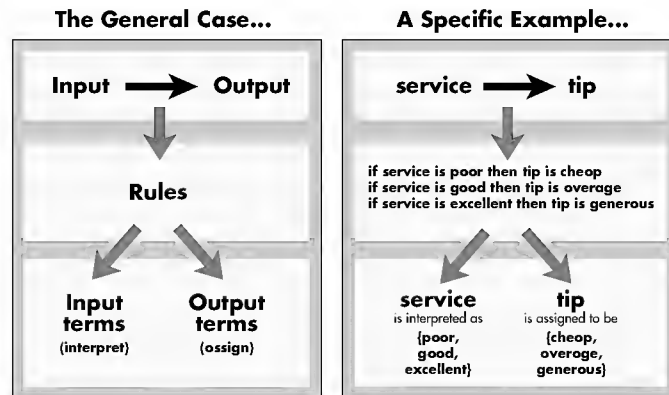 The General Case...
Input Output
Rules
Input terms
(interpret)
Output terms
(ossign)
A Specific Example...
service tip
if service is poor then tip is cheop
if service is good then tip is overage
if service is excellent then tip is generous
service
is interpreted as
{poor,
good,
excellent}
tip
is assigned to be
{cheop,
overoge,
generous}